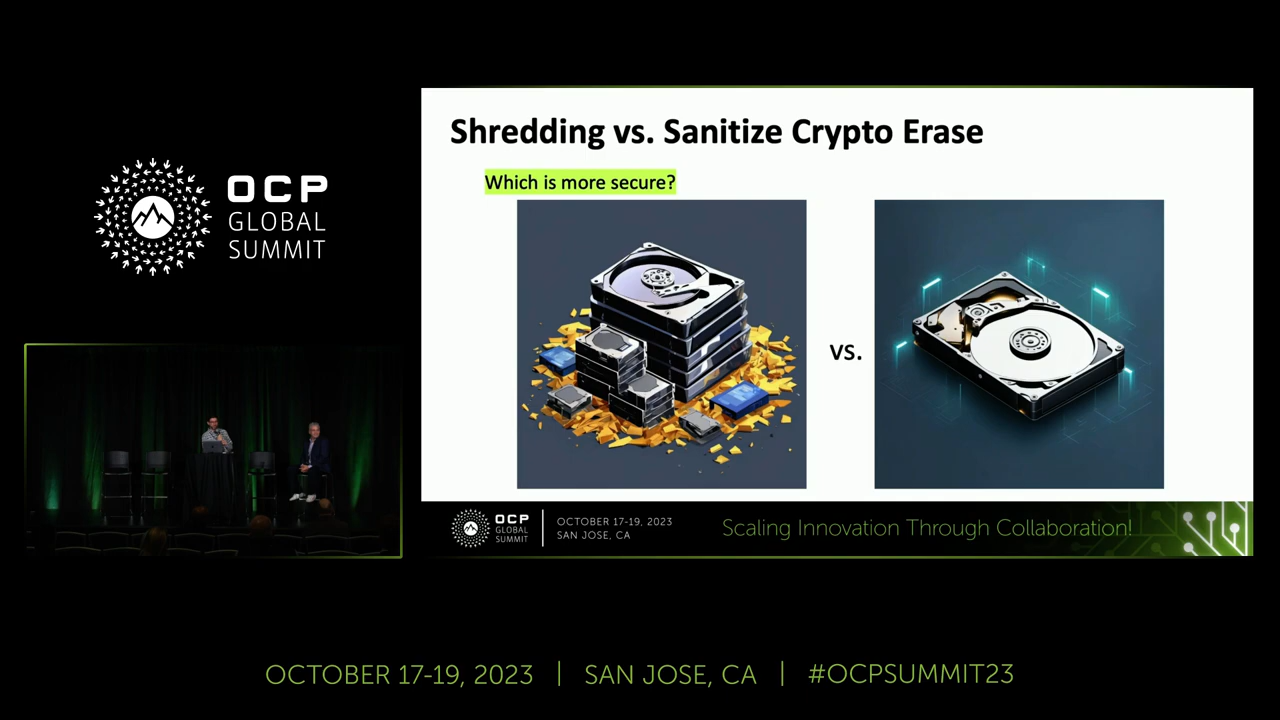 OCP
GLOBAL
SUMMIT
Shredding vs. Sanitize Crypto Erase
Which is more secure?
vs.
OCP
GLOBAL
SUMMIT
OCTOBER 17-19, 2023
SAN JOSE, CA
Scaling Innovation Through Collaboration!
OCTOBER 17-19, 2023 | SAN JOSE, CA | #OCPSUMMIT23